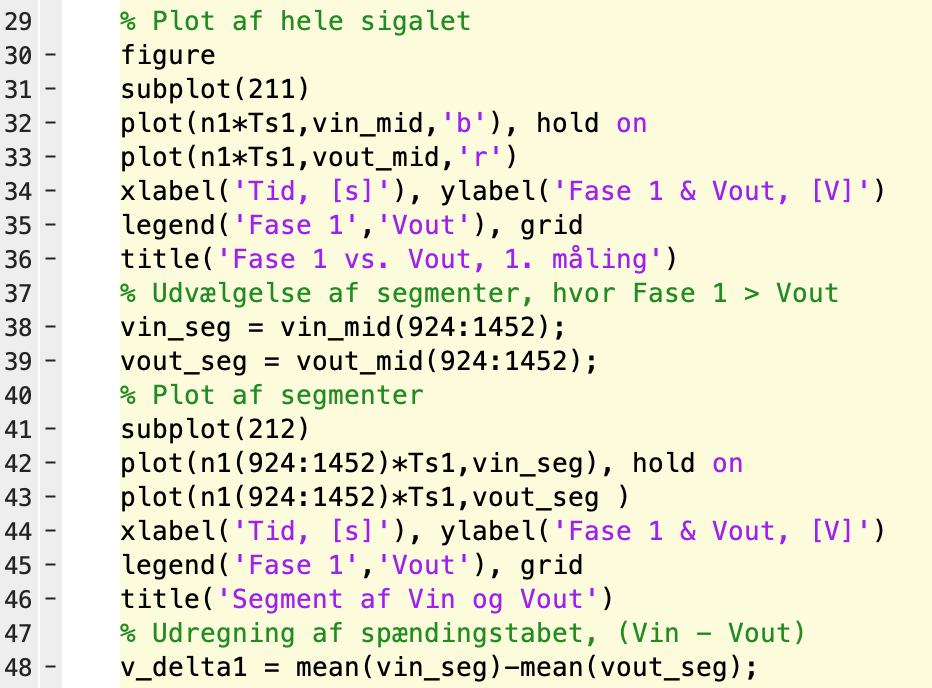 29 % Plot af hele sigalet
30 - figure
31 - subplot(211)
32 - plot(n1*Ts1,vin_mid,'b'), hold on
33 - plot(n1*Ts1,vout_mid,'r')
34 - xlabel('Tid, [s]'), ylabel('Fase 1 & Vout, [V]')
35 - legend('Fase 1','Vout'), grid
36 - title('Fase 1 vs. Vout, 1. måling')
37 % Udvælgelse af segmenter, hvor Fase 1 > Vout
38 - vin_seg = vin_mid(924:1452);
39 - vout_seg = vout_mid(924:1452);
40 % Plot af segmenter
41 - subplot(212)
42 - plot(n1(924:1452)*Ts1,vin_seg), hold on
43 - plot(n1(924:1452)*Ts1,vout_seg )
44 - xlabel('Tid, [s]'), ylabel('Fase 1 & Vout, [V]')
45 - legend('Fase 1','Vout'), grid
46 - title('Segment af Vin og Vout')
47 % Udregning af spændingstabet, (Vin - Vout)
48 - v_delta1 = mean(vin_seg)-mean(vout_seg);